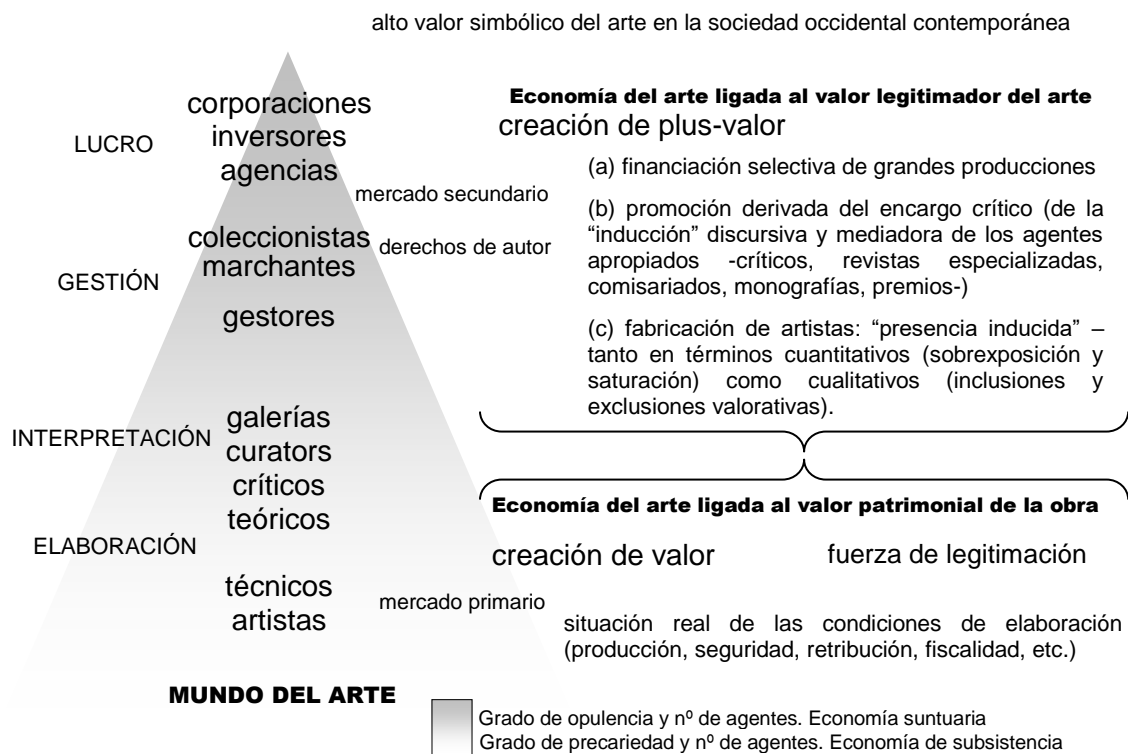 alto valor simbólico del arte en la sociedad occidental contemporánea
LUCRO
corporaciones
inversores
agencias
mercado secundario
GESTIÓN
coleccionistas
derechos de autor
marchantes
gestores
INTERPRETACIÓN
galerías
curators
críticos
teóricos
ELABORACIÓN
técnicos
artistas
mercado primario
MUNDO DEL ARTE
Economía del arte ligada al valor legitimador del arte
creación de plus-valor
(a) financiación selectiva de grandes producciones
(b) promoción derivada del encargo crítico (de la
“inducción” discursiva y mediadora de los agentes
apropiados -críticos, revistas especializadas,
comisariados, monografías, premios-)
(c) fabricación de artistas: “presencia inducida” –
tanto en términos cuantitativos (sobrexposición y
saturación) como cualitativos (inclusiones y
exclusiones valorativas).
Economía del arte ligada al valor patrimonial de la obra
creación de valor
fuerza de legitimación
situación real de las condiciones de elaboración
(producción, seguridad, retribución, fiscalidad, etc.)
Grado de opulencia y nº de agentes. Economía suntuaria
Grado de precariedad y nº de agentes. Economía de subsistencia